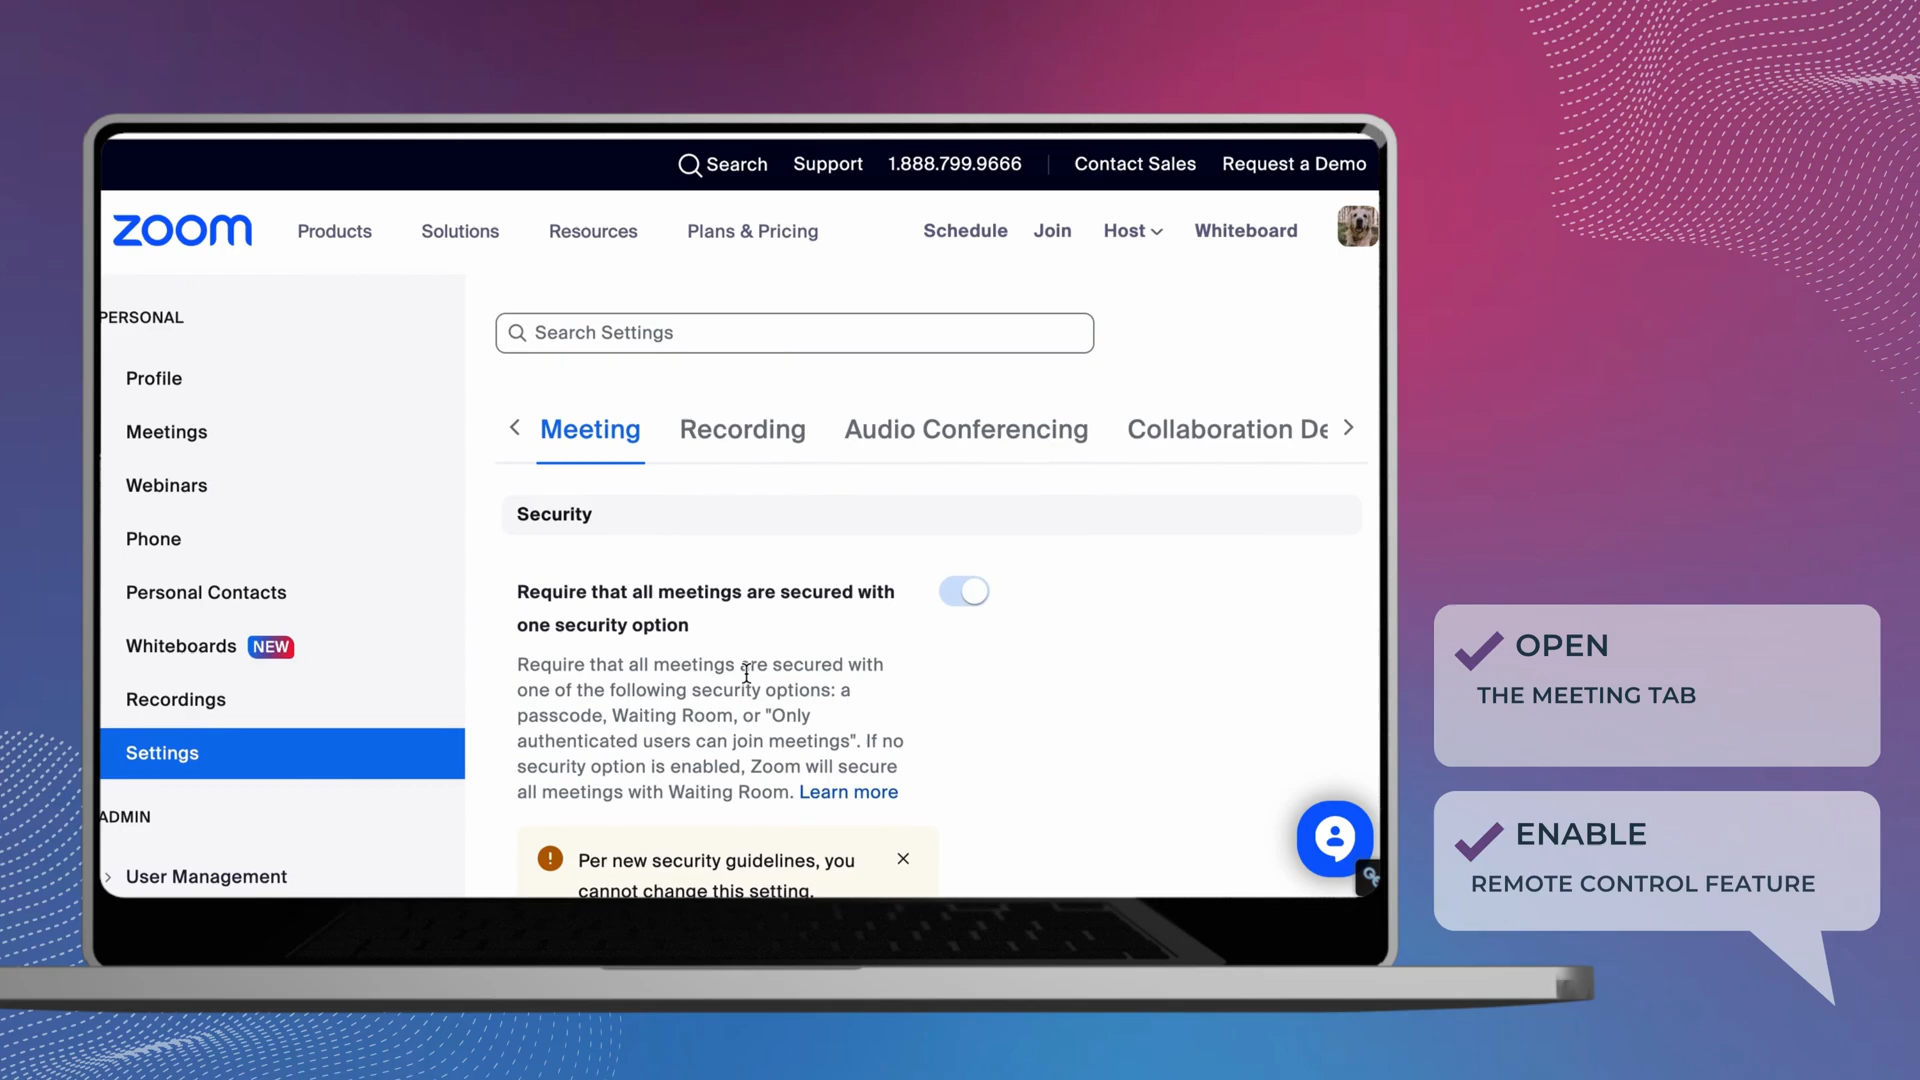 Search Support 1.888.799.9666 Contact Sales Request a Demo
zoom Products Solutions Resources Plans & Pricing Schedule Join Host Whiteboard
PERSONAL
Profile
Meetings
Webinars
Phone
Personal Contacts
Whiteboards NEW
Recordings
Settings
ADMIN
User Management
Search Settings
Meeting Recording Audio Conferencing Collaboration De
Security
Require that all meetings are secured with
one security option
Require that all meetings are secured with
one of the following security options: a
passcode, Waiting Room, or "Only
authenticated users can join meetings". If no
security option is enabled, Zoom will secure
all meetings with Waiting Room. Learn more
Per new security guidelines, you
cannot change this setting.
OPEN
THE MEETING TAB
ENABLE
REMOTE CONTROL FEATURE